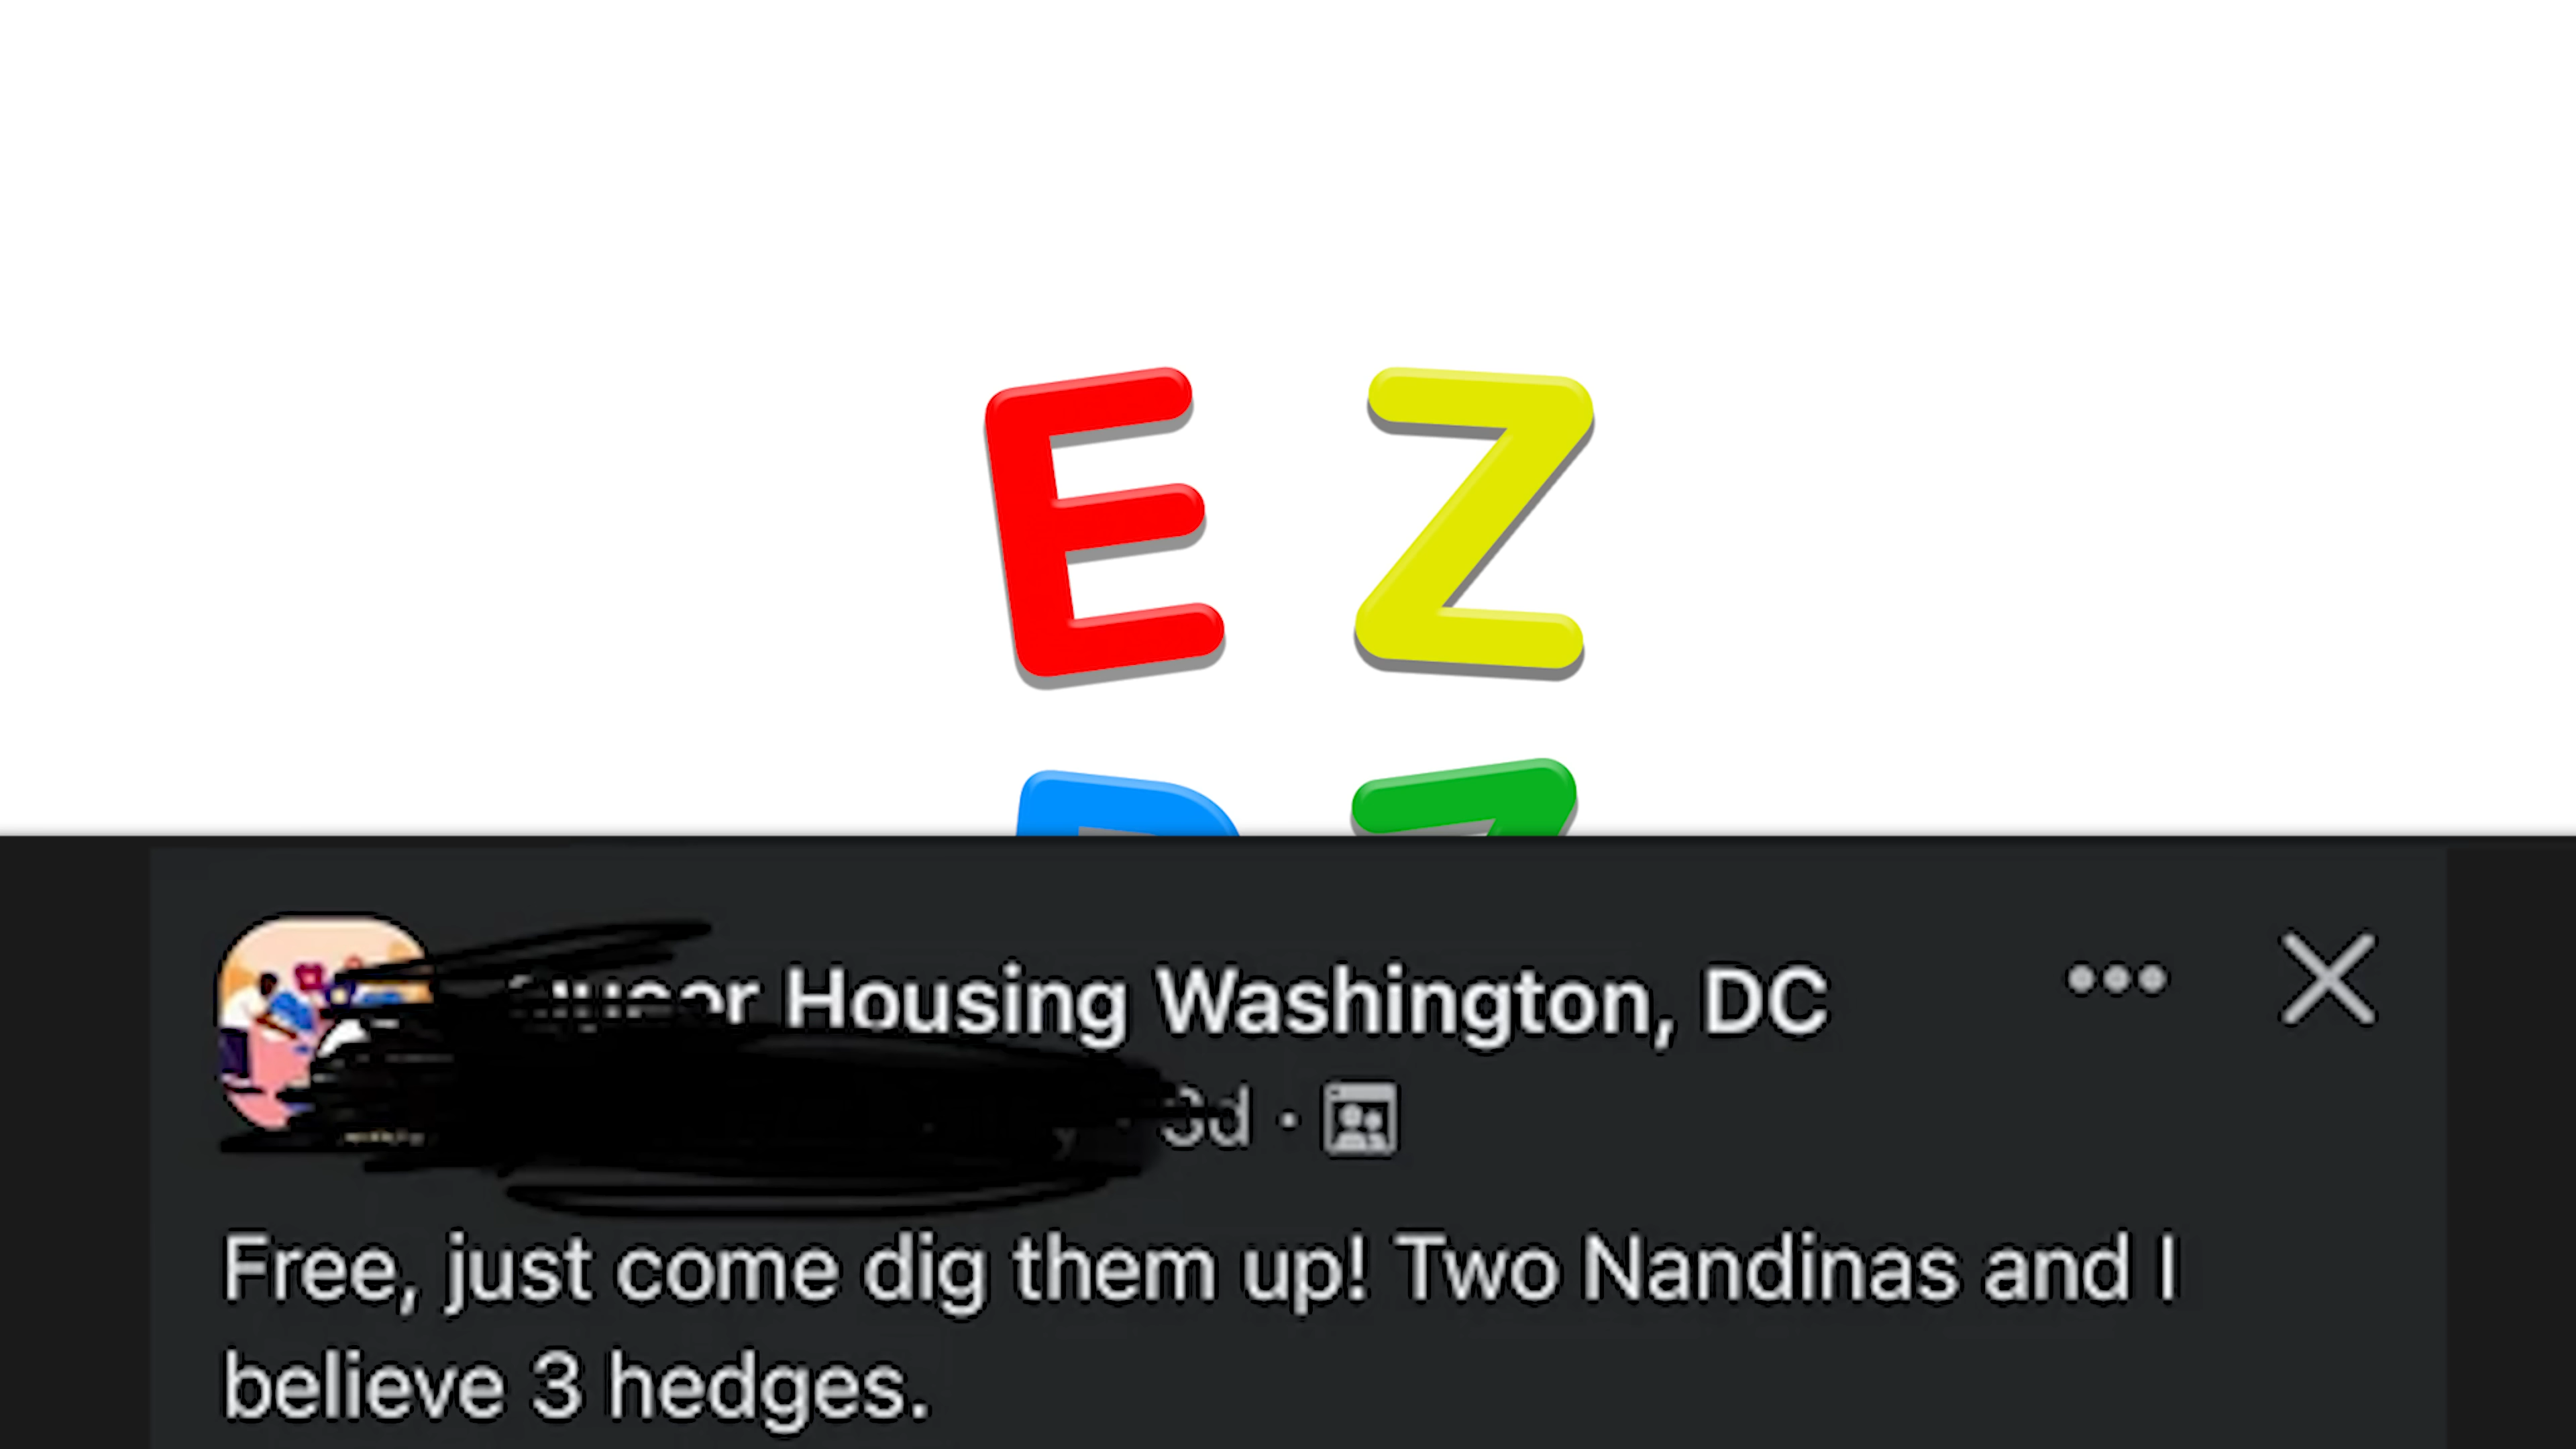 E Z
Housing Washington, DC
3d
Free, just come dig them up! Two Nandinas and I
believe 3 hedges.